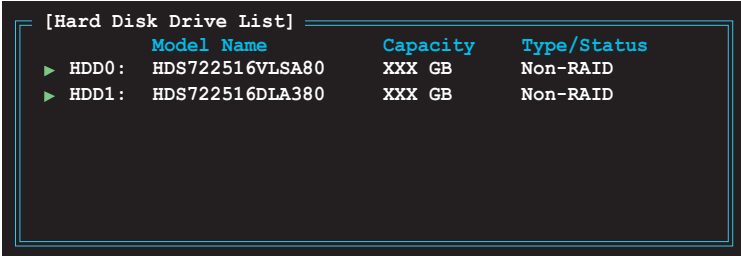 [Hard Disk Drive List]
Model Name Capacity Type/Status
▶ HDD0: HDS722516VLSA80 XXX GB Non-RAID
▶ HDD1: HDS722516DLA380 XXX GB Non-RAID